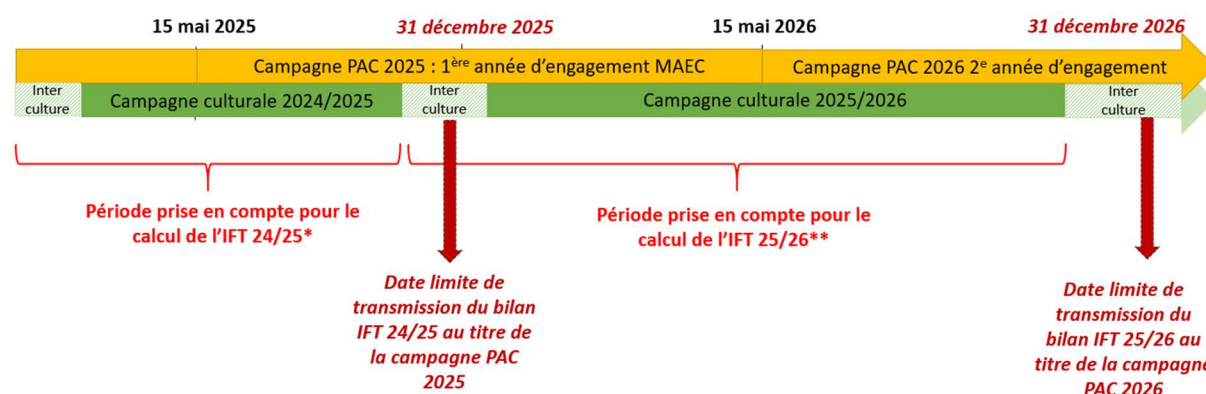 15 mai 2025
31 décembre 2025
15 mai 2026
31 décembre 2026
Campagne PAC 2025 : 1ère année d’engagement MAEC
Campagne PAC 2026 2e année d’engagement
Inter
culture
Campagne culturale 2024/2025
Inter
culture
Campagne culturale 2025/2026
Inter
culture
Période prise en compte pour le
calcul de l’IFT 24/25*
Période prise en compte pour le
calcul de l’IFT 25/26**
Date limite de
transmission du bilan
IFT 24/25 au titre de
la campagne PAC
2025
Date limite de
transmission du
bilan IFT 25/26 au
titre de la campagne
PAC 2026